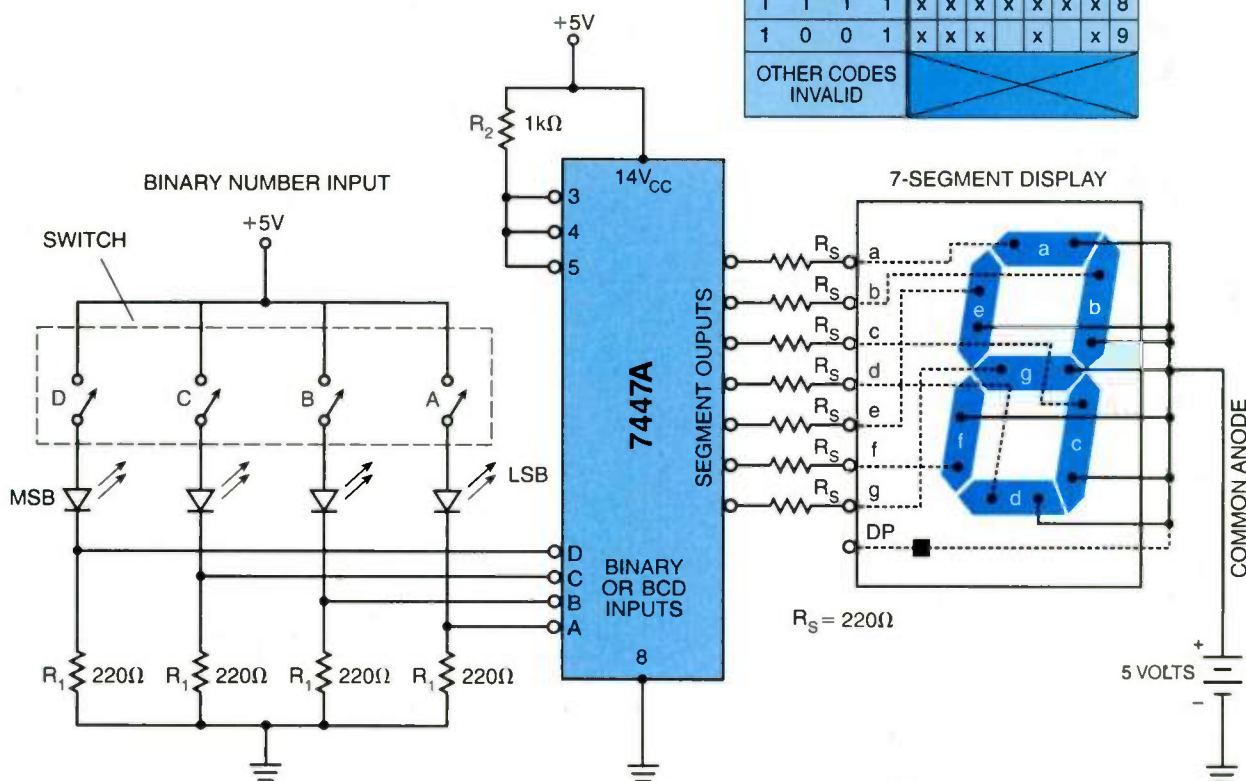 1 1 1 1 x x x x x x x 8
1 0 0 1 x x x x x 9
OTHER CODES
INVALID
+5V
R2 1kΩ
BINARY NUMBER INPUT
+5V
SWITCH
D C B A
MSB
LSB
R1 220Ω R1 220Ω R1 220Ω R1 220Ω
14VCC
3
4
5
7447A
SEGMENT OUPUTS
D
C
B
A
BINARY
OR BCD
INPUTS
8
7-SEGMENT DISPLAY
RS a
RS b
RS c
RS d
RS e
RS f
RS g
DP
a
b
e
g
f
c
d
RS = 220Ω
COMMON ANODE
+
5 VOLTS
−